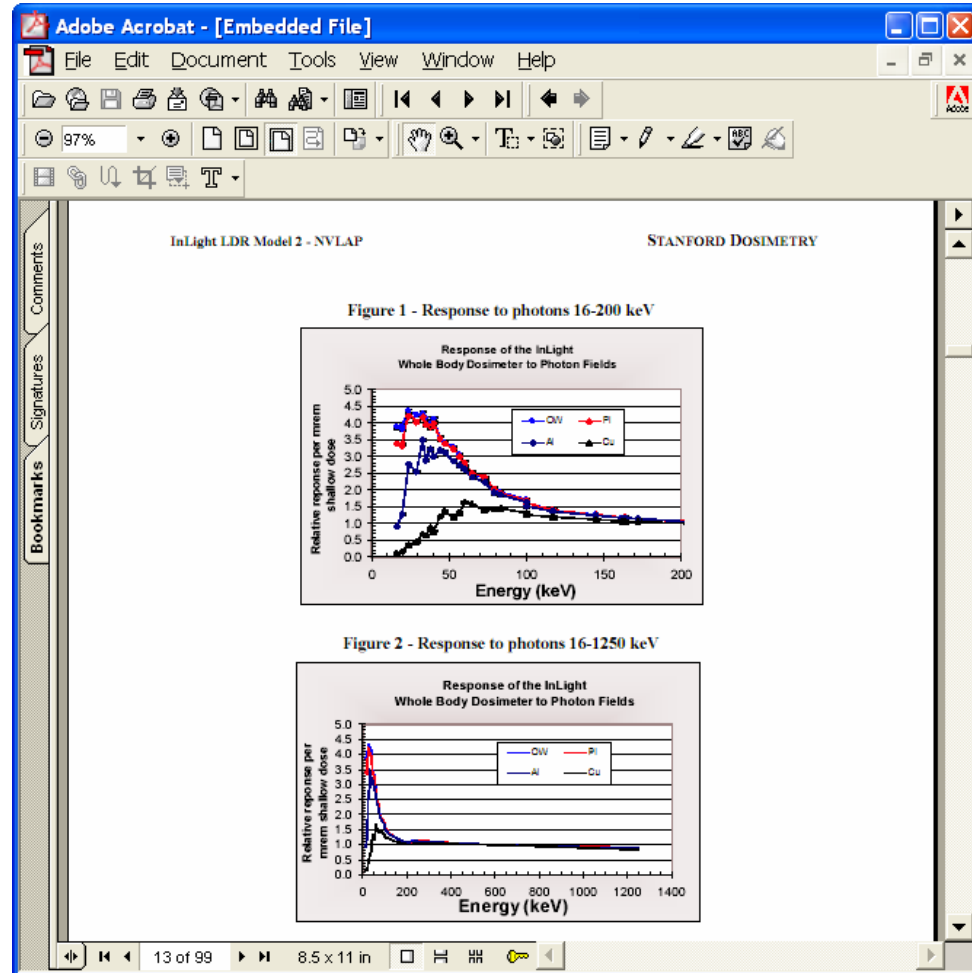 Adobe Acrobat - [Embedded File]
File Edit Document Tools View Window Help
Adobe
97%
Comments
Signatures
Bookmarks
InLight LDR Model 2 - NVLAP STANFORD DOSIMETRY
Figure 1 - Response to photons 16-200 keV
Response of the InLight
Whole Body Dosimeter to Photon Fields
Relative reponse per mrem
shallow dose
5.0
4.5
4.0
3.5
3.0
2.5
2.0
1.5
1.0
0.5
0.0
OW Pl
Al Cu
0 50 100 150 200
Energy (keV)
Figure 2 - Response to photons 16-1250 keV
Response of the InLight
Whole Body Dosimeter to Photon Fields
Relative reponse per
mrem shallow dose
5.0
4.5
4.0
3.5
3.0
2.5
2.0
1.5
1.0
0.5
0.0
OW Pl
Al Cu
0 200 400 600 800 1000 1200 1400
Energy (keV)
13 of 99 8.5 x 11 in